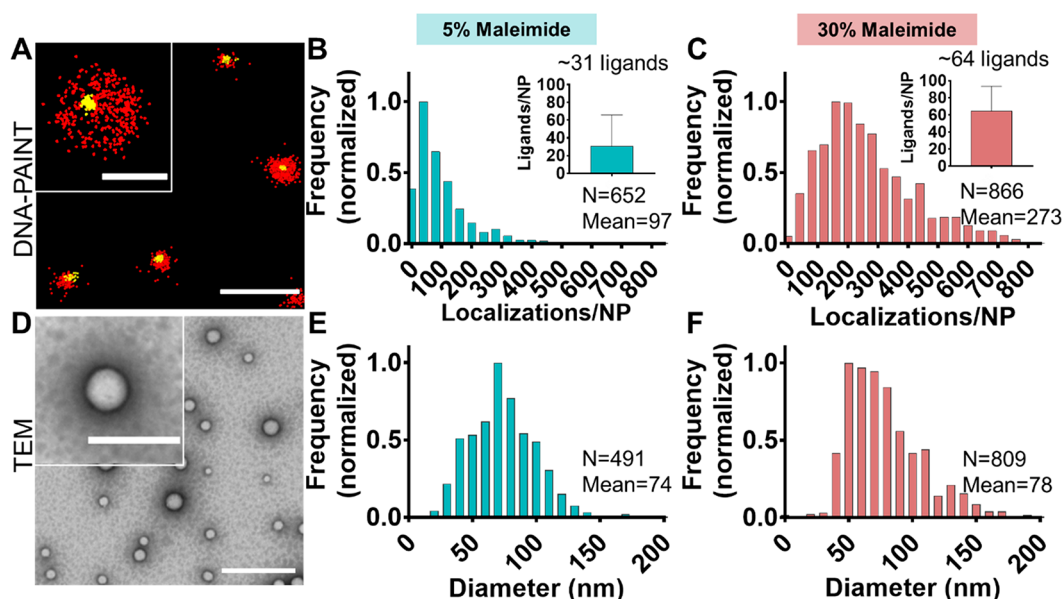 5% Maleimide
30% Maleimide
A
DNA-PAINT
B
Frequency
(normalized)
1.0
0.5
0.0
0
100
200
300
400
500
600
700
800
Localizations/NP
~31 ligands
Ligands/NP
100
80
60
40
20
0
N=652
Mean=97
C
Frequency
(normalized)
1.0
0.5
0.0
0
100
200
300
400
500
600
700
800
Localizations/NP
~64 ligands
Ligands/NP
100
80
60
40
20
0
N=866
Mean=273
D
TEM
E
Frequency
(normalized)
1.0
0.5
0.0
50
100
150
200
Diameter (nm)
N=491
Mean=74
F
Frequency
(normalized)
1.0
0.5
0.0
0
50
100
150
200
Diameter (nm)
N=809
Mean=78